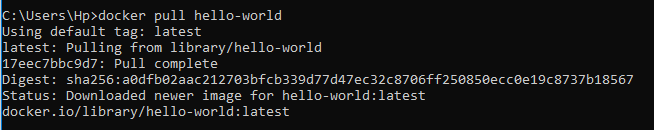 C:\Users\Hp>docker pull hello-world
Using default tag: latest
latest: Pulling from library/hello-world
17eec7bbc9d7: Pull complete
Digest: sha256:a0dfb02aac212703bfcb339d77d47ec32c8706ff250850ecc0e19c8737b18567
Status: Downloaded newer image for hello-world:latest
docker.io/library/hello-world:latest